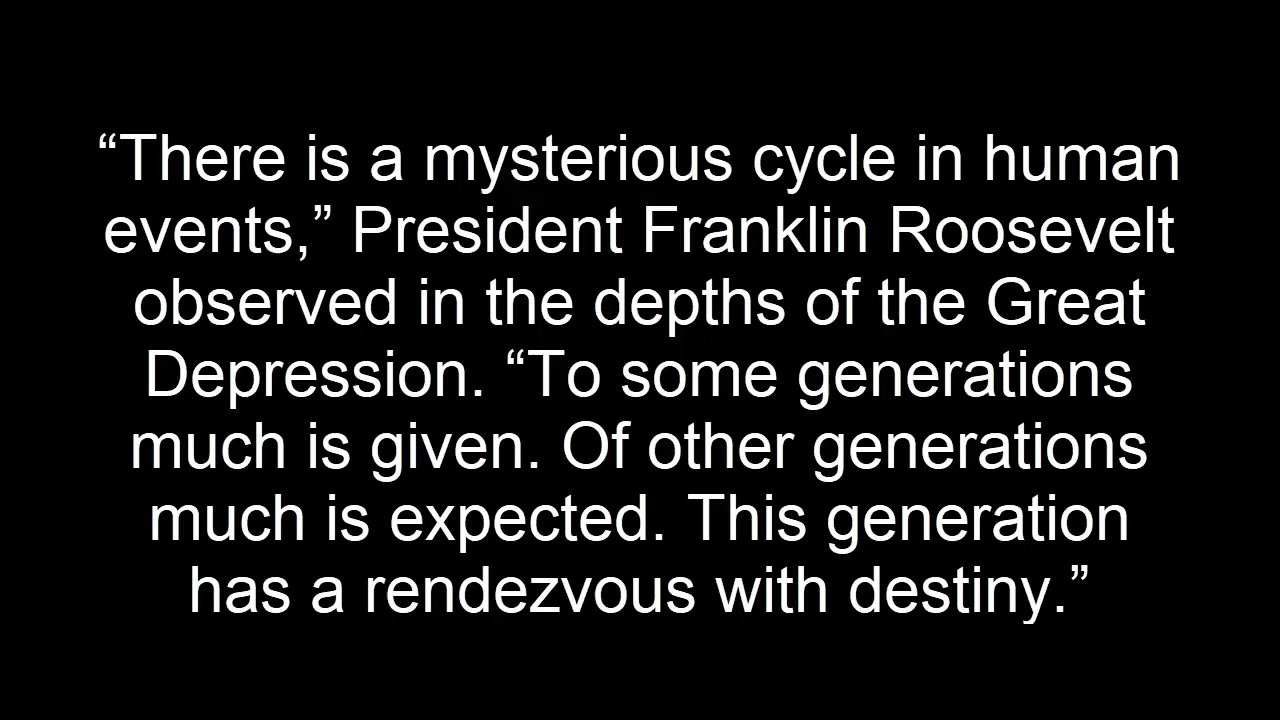 “There is a mysterious cycle in human
events,” President Franklin Roosevelt
observed in the depths of the Great
Depression. “To some generations
much is given. Of other generations
much is expected. This generation
has a rendezvous with destiny.”